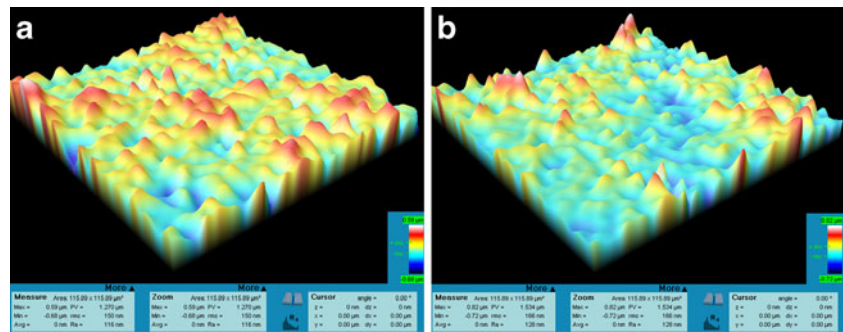 a
0.59 µm
-0.68 µm
More ▲ More ▲
Measure Area: 115.89 x 115.89 µm² Zoom Area: 115.89 x 115.89 µm² Cursor angle = 0.00 °
Max = 0.59 µm PV = 1.270 µm Max = 0.59 µm PV = 1.270 µm z = 0 nm dz = 0 nm
Min = -0.68 µm rms = 150 nm Min = -0.68 µm rms = 150 nm x = 0.00 µm dx = 0.00 µm
Avg = 0 nm Ra = 116 nm Avg = 0 nm Ra = 116 nm y = 0.00 µm dy = 0.00 µm
b
0.82 µm
-0.72 µm
More ▲ More ▲
Measure Area: 115.89 x 115.89 µm² Zoom Area: 115.89 x 115.89 µm² Cursor angle = 0.00 °
Max = 0.82 µm PV = 1.534 µm Max = 0.82 µm PV = 1.534 µm z = 0 nm dz = 0 nm
Min = -0.72 µm rms = 166 nm Min = -0.72 µm rms = 166 nm x = 0.00 µm dx = 0.00 µm
Avg = 0 nm Ra = 128 nm Avg = 0 nm Ra = 128 nm y = 0.00 µm dy = 0.00 µm